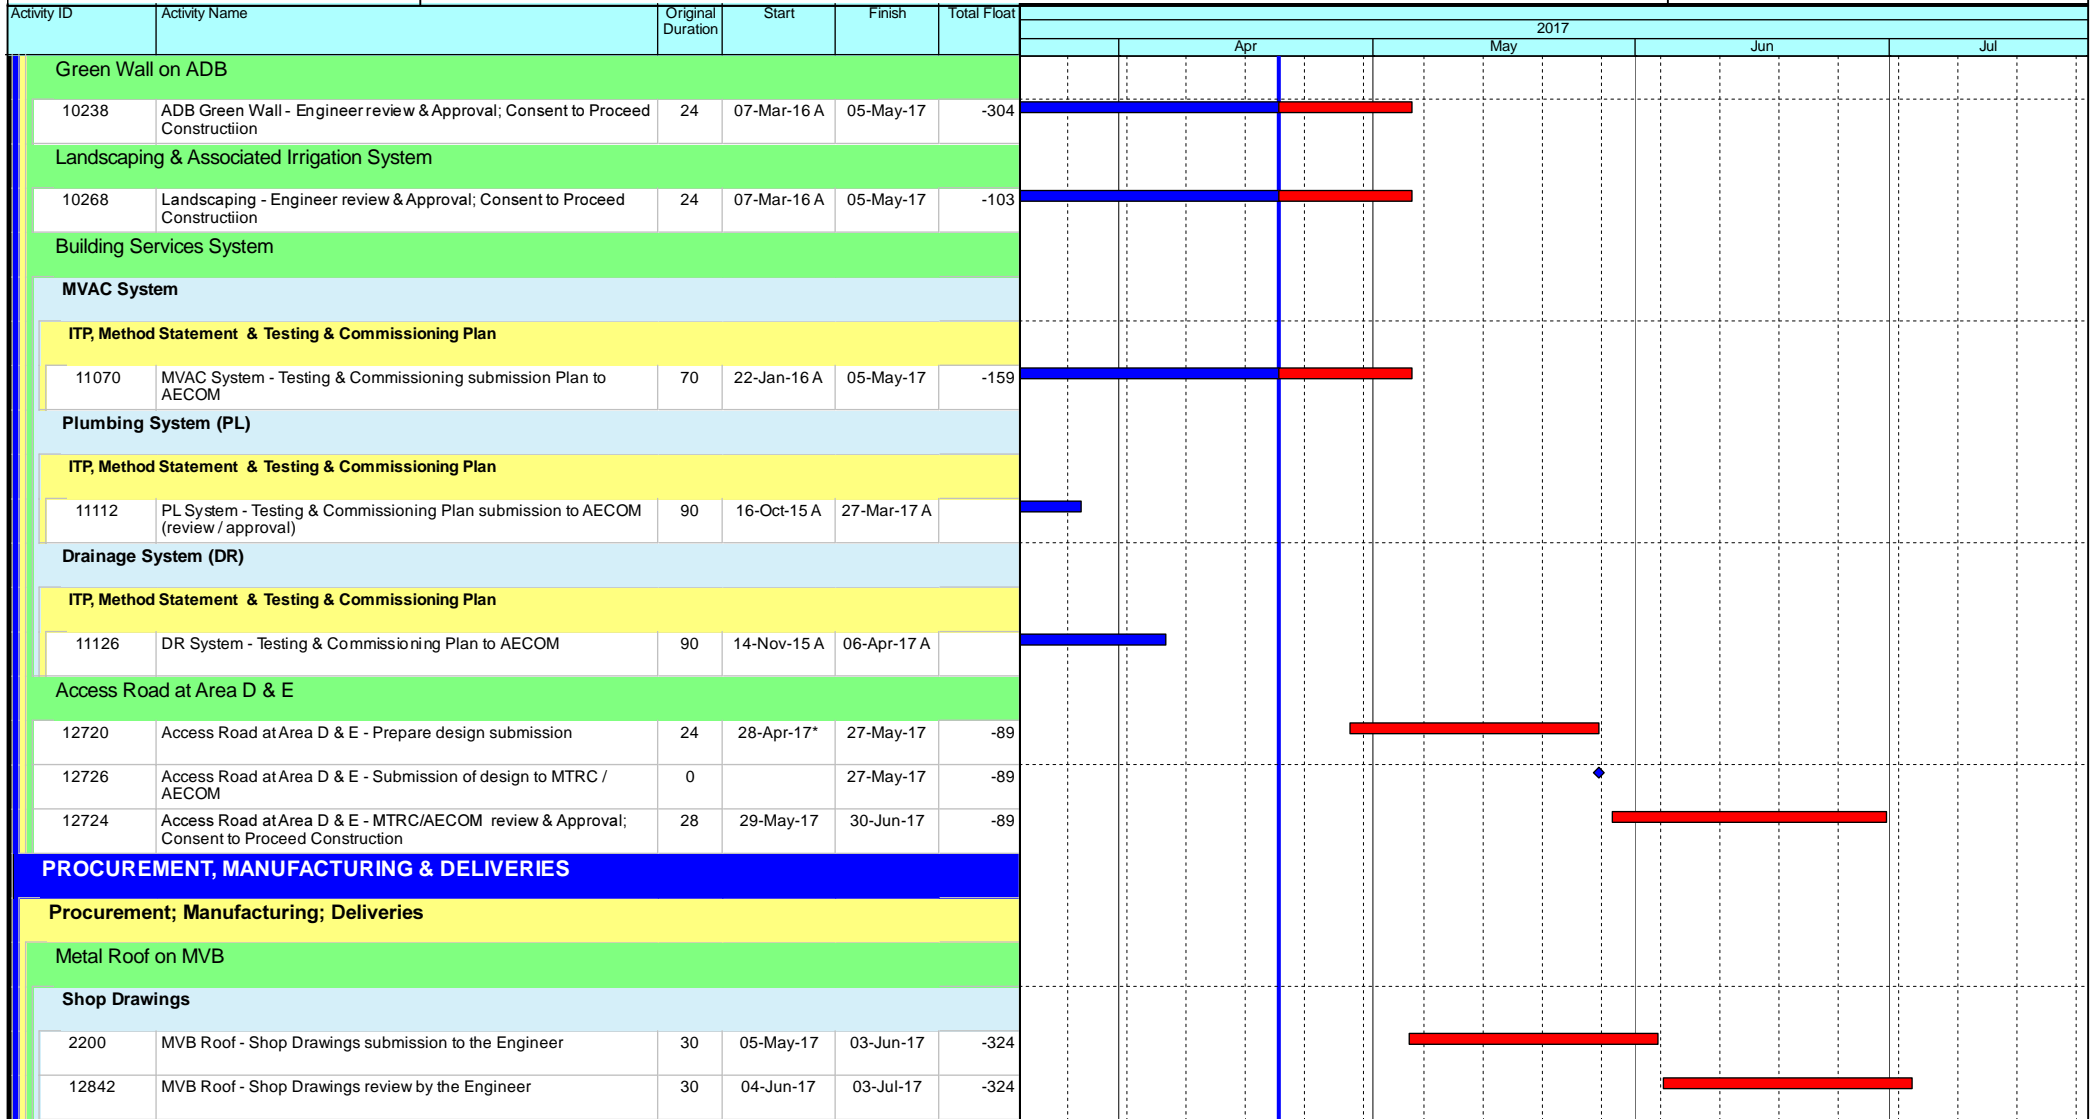 Activity ID Activity Name Original Start Finish Total Float
Duration
2017
Apr May Jun Jul
Green Wall on ADB
10238 ADB Green Wall - Engineer review & Approval; Consent to Proceed 24 07-Mar-16 A 05-May-17 -304
Constructiion
Landscaping & Associated Irrigation System
10268 Landscaping - Engineer review & Approval; Consent to Proceed 24 07-Mar-16 A 05-May-17 -103
Constructiion
Building Services System
MVAC System
ITP, Method Statement & Testing & Commissioning Plan
11070 MVAC System - Testing & Commissioning submission Plan to 70 22-Jan-16 A 05-May-17 -159
AECOM
Plumbing System (PL)
ITP, Method Statement & Testing & Commissioning Plan
11112 PL System - Testing & Commissioning Plan submission to AECOM 90 16-Oct-15 A 27-Mar-17 A
(review / approval)
Drainage System (DR)
ITP, Method Statement & Testing & Commissioning Plan
11126 DR System - Testing & Commissioning Plan to AECOM 90 14-Nov-15 A 06-Apr-17 A
Access Road at Area D & E
12720 Access Road at Area D & E - Prepare design submission 24 28-Apr-17* 27-May-17 -89
12726 Access Road at Area D & E - Submission of design to MTRC / 0 27-May-17 -89
AECOM
12724 Access Road at Area D & E - MTRC/AECOM review & Approval; 28 29-May-17 30-Jun-17 -89
Consent to Proceed Construction
PROCUREMENT, MANUFACTURING & DELIVERIES
Procurement; Manufacturing; Deliveries
Metal Roof on MVB
Shop Drawings
2200 MVB Roof - Shop Drawings submission to the Engineer 30 05-May-17 03-Jun-17 -324
12842 MVB Roof - Shop Drawings review by the Engineer 30 04-Jun-17 03-Jul-17 -324